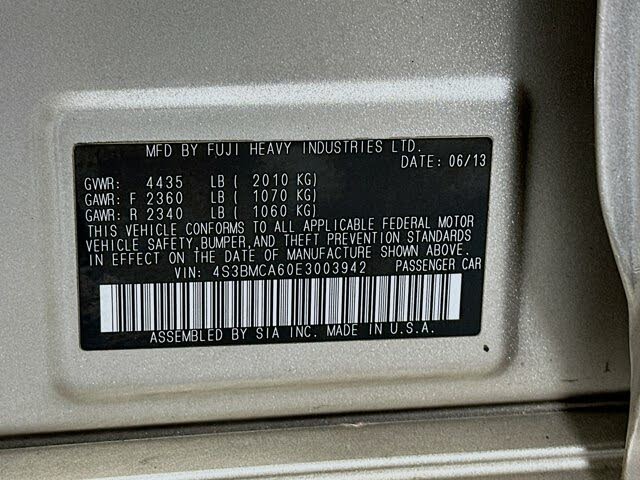 MFD BY FUJI HEAVY INDUSTRIES LTD.
DATE: 06/13
GVWR: 4435 LB ( 2010 KG)
GAWR: F 2360 LB ( 1070 KG)
GAWR: R 2340 LB ( 1060 KG)
THIS VEHICLE CONFORMS TO ALL APPLICABLE FEDERAL MOTOR
VEHICLE SAFETY, BUMPER, AND THEFT PREVENTION STANDARDS
IN EFFECT ON THE DATE OF MANUFACTURE SHOWN ABOVE.
VIN: 4S3BMCA60E3003942 PASSENGER CAR
ASSEMBLED BY SIA INC. MADE IN U.S.A.